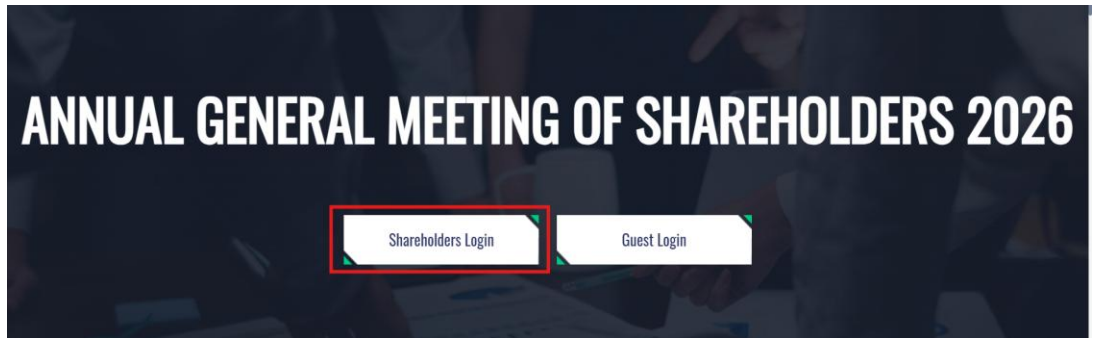 ANNUAL GENERAL MEETING OF SHAREHOLDERS 2026
Shareholders Login
Guest Login